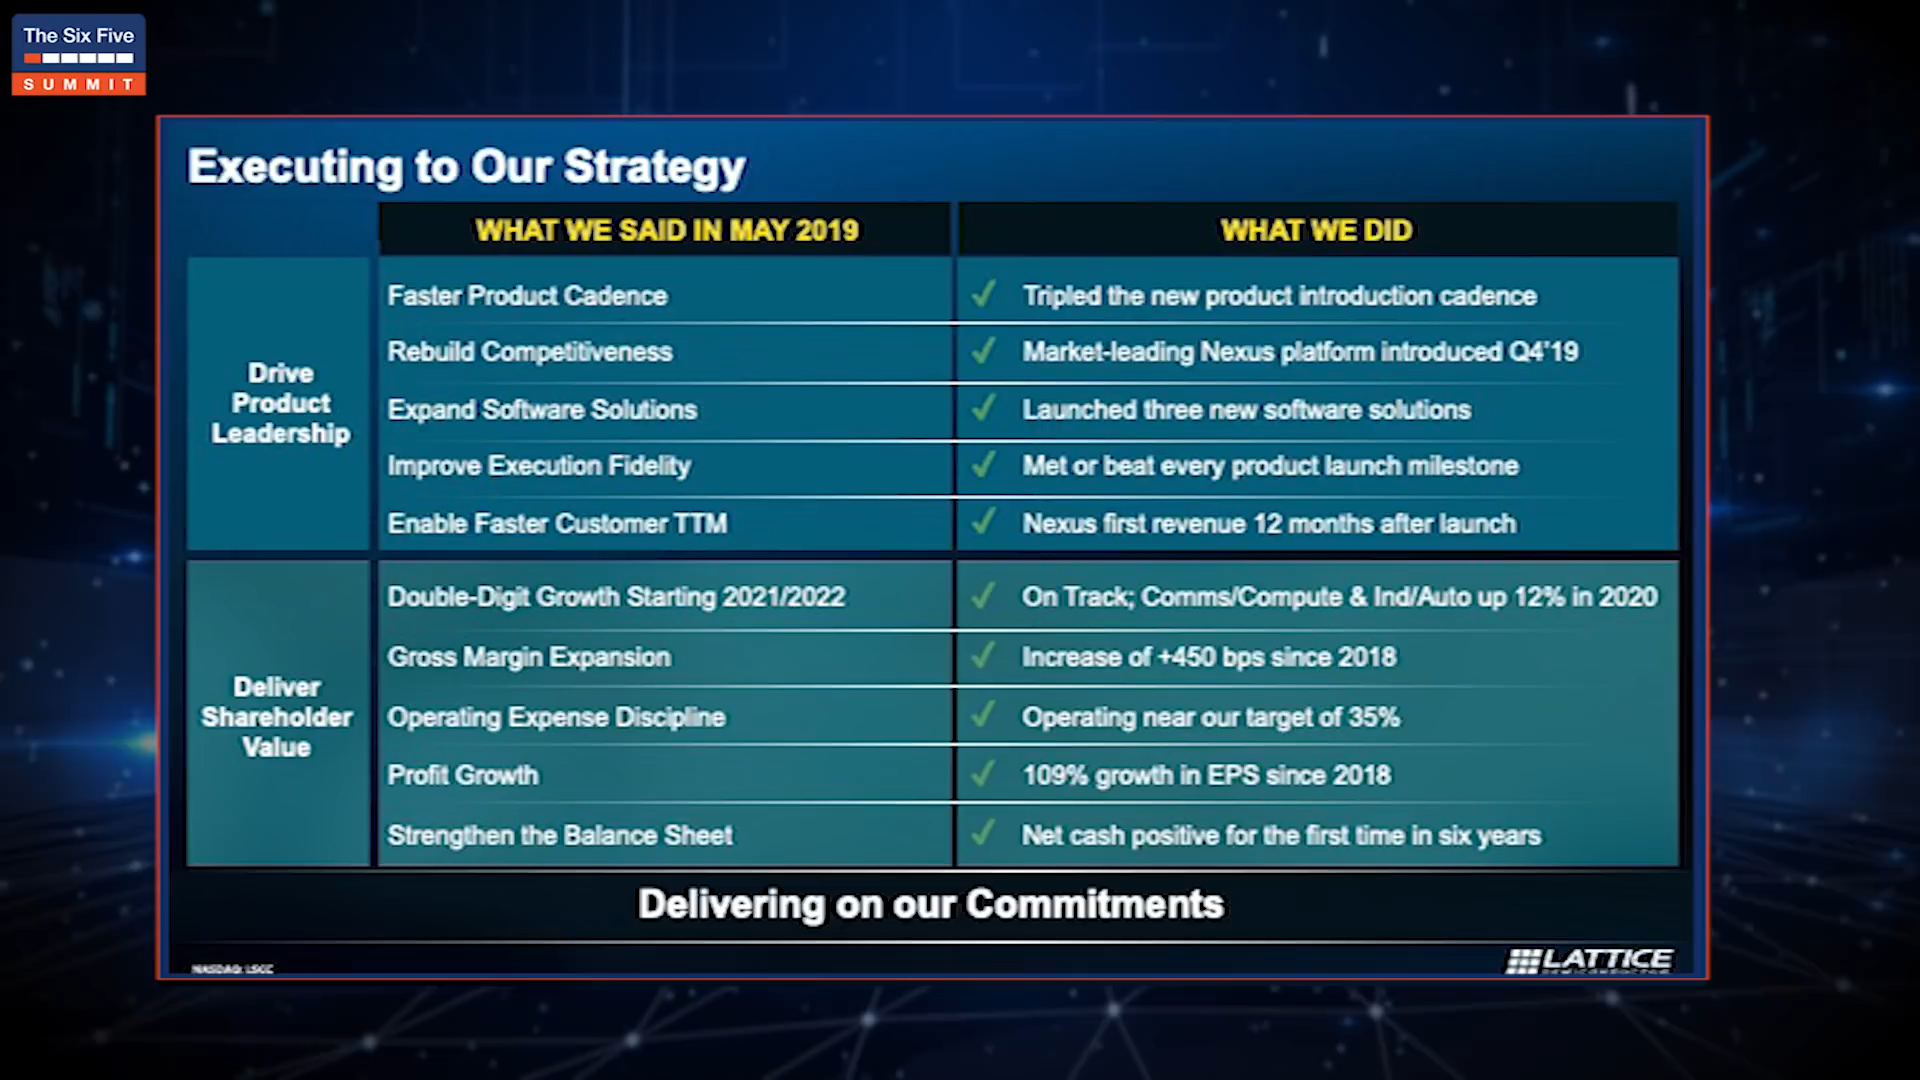 The Six Five
SUMMIT
Executing to Our Strategy
WHAT WE SAID IN MAY 2019
WHAT WE DID
Drive
Product
Leadership
Faster Product Cadence
✓ Tripled the new product introduction cadence
Rebuild Competitiveness
✓ Market-leading Nexus platform introduced Q4'19
Expand Software Solutions
✓ Launched three new software solutions
Improve Execution Fidelity
✓ Met or beat every product launch milestone
Enable Faster Customer TTM
✓ Nexus first revenue 12 months after launch
Deliver
Shareholder
Value
Double-Digit Growth Starting 2021/2022
✓ On Track; Comms/Compute & Ind/Auto up 12% in 2020
Gross Margin Expansion
✓ Increase of +450 bps since 2018
Operating Expense Discipline
✓ Operating near our target of 35%
Profit Growth
✓ 109% growth in EPS since 2018
Strengthen the Balance Sheet
✓ Net cash positive for the first time in six years
Delivering on our Commitments
NASDAQ: LSCC
LATTICE